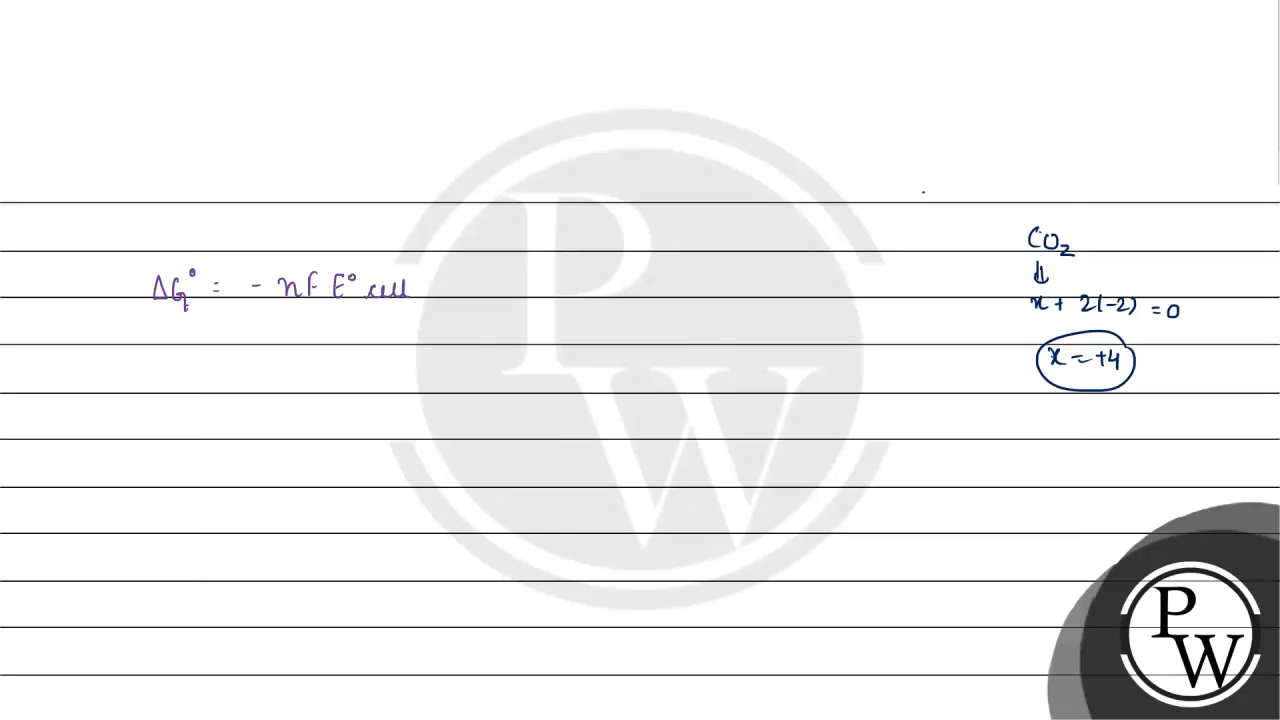 ΔG° = - nF E° cell
CO₂
⇓
x + 2(-2) = 0
x = +4
P
W
P
W